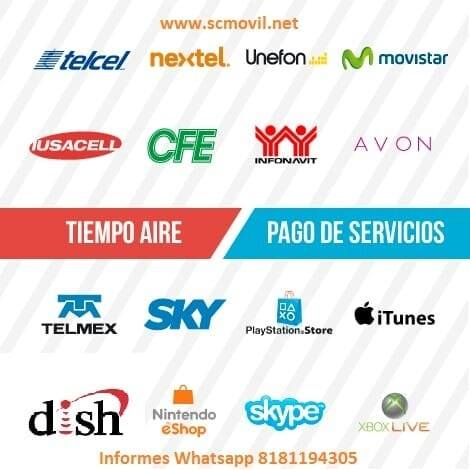 www.scmovil.net
telcel
nextel
Unefon
movistar
IUSACELL
CFE
INFONAVIT
AVON
TIEMPO AIRE
PAGO DE SERVICIOS
TELMEX
SKY
PlayStation Store
iTunes
dish
Nintendo
eShop
skype
XBOX LIVE
Informes Whatsapp 8181194305